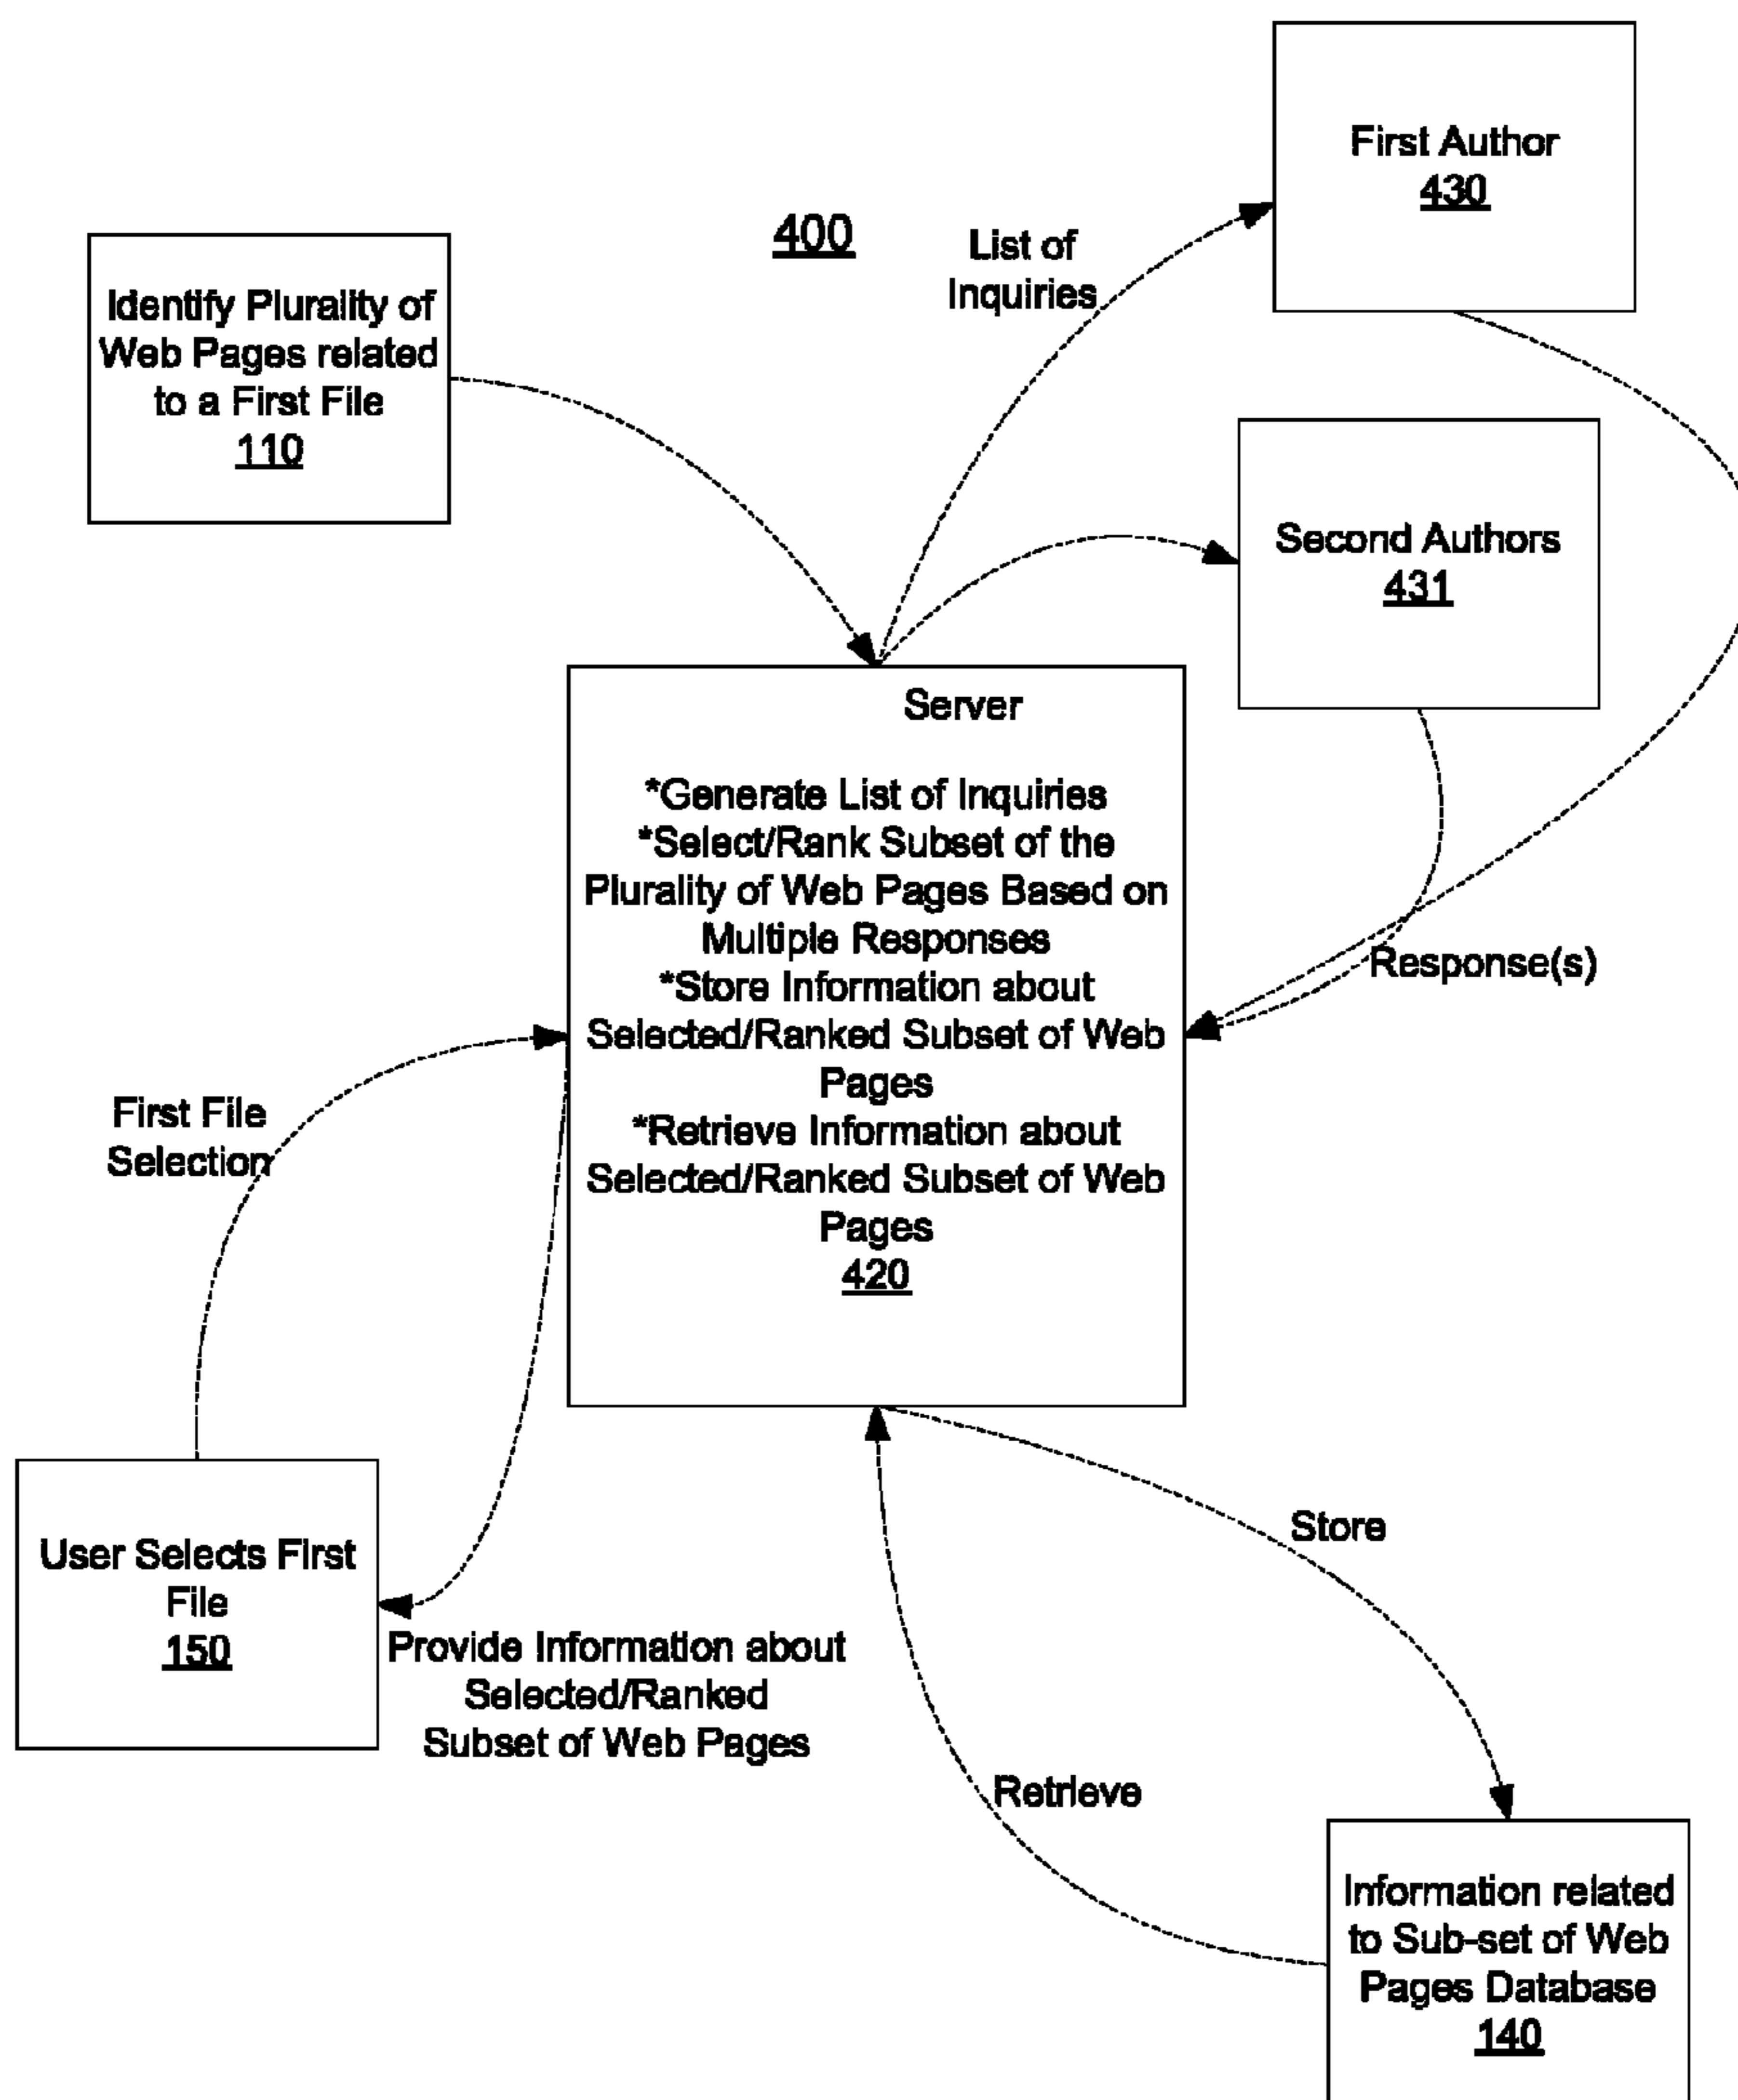 First Author
430
400
List of
Inquiries
Identify Plurality of
Web Pages related
to a First File
110
Second Authors
431
Server
*Generate List of Inquiries
*Select/Rank Subset of the
Plurality of Web Pages Based on
Multiple Responses
*Store Information about
Selected/Ranked Subset of Web
Pages
*Retrieve Information about
Selected/Ranked Subset of Web
Pages
420
Response(s)
First File
Selection
User Selects First
File
150
Provide Information about
Selected/Ranked
Subset of Web Pages
Store
Retrieve
Information related
to Sub-set of Web
Pages Database
140